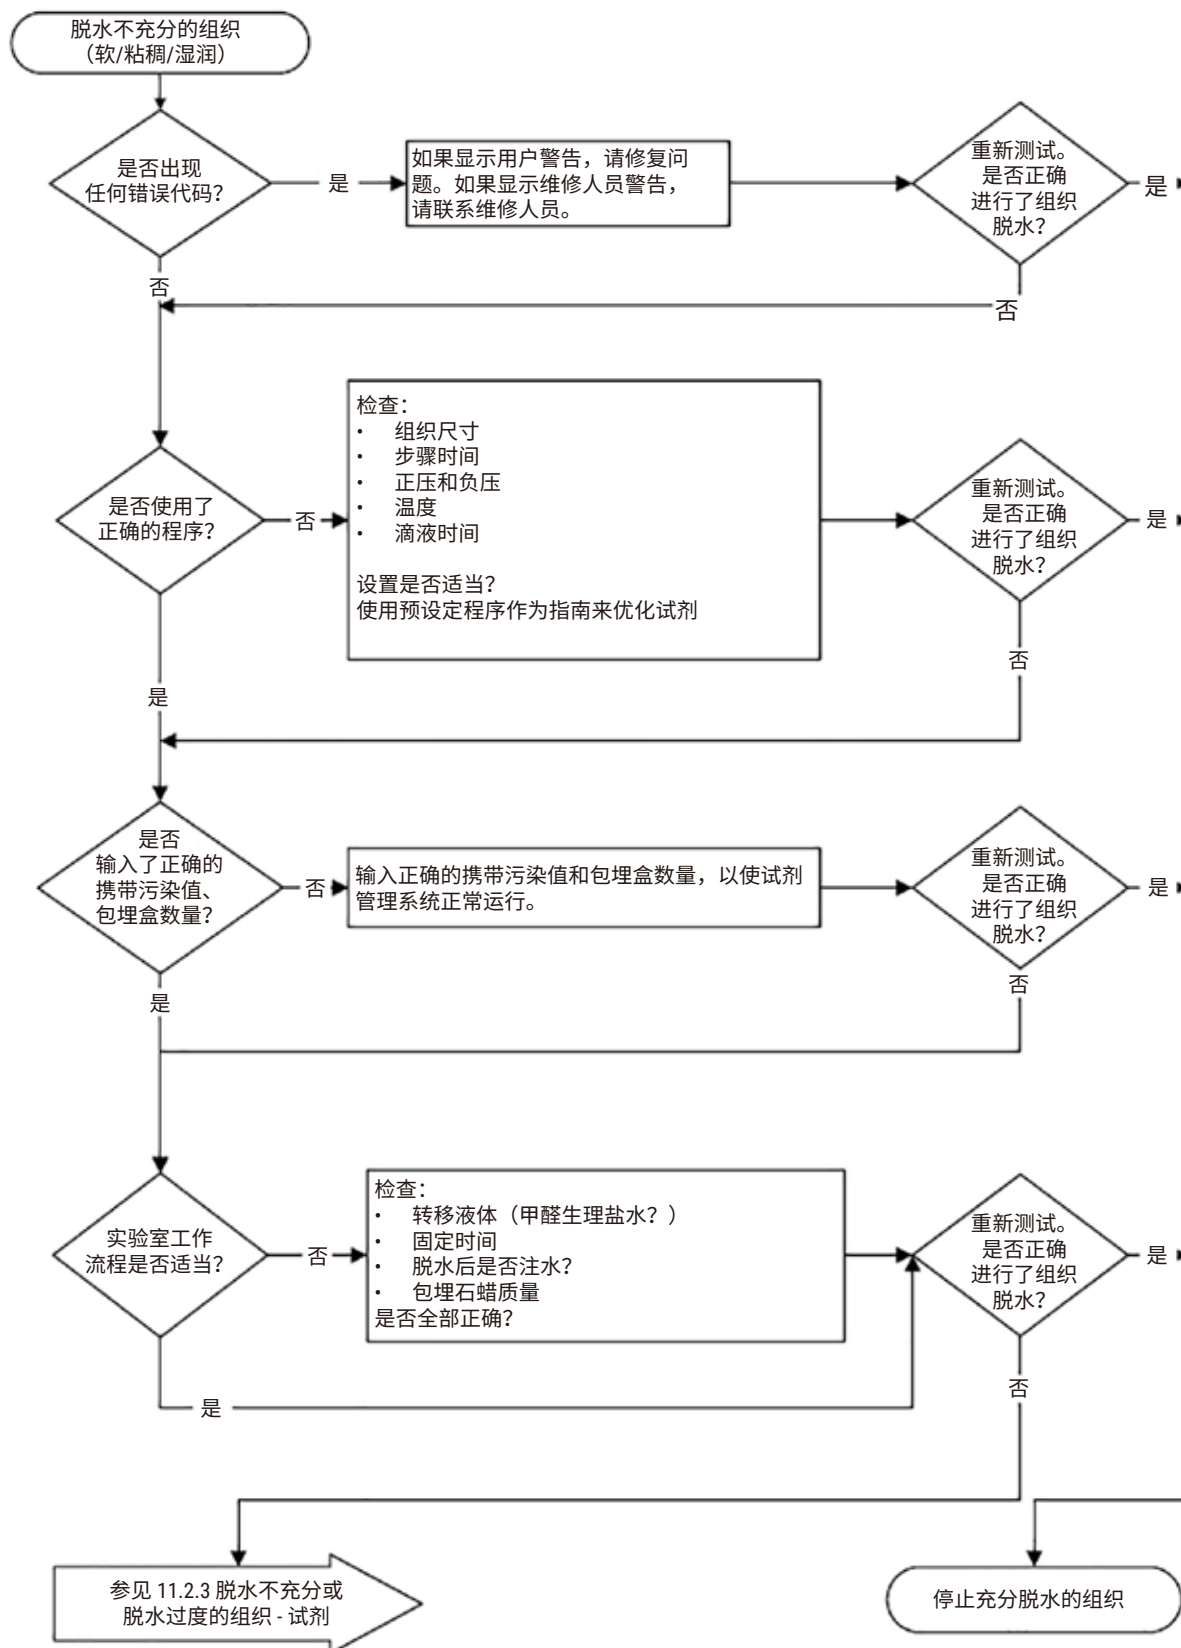 脱水不充分的组织
（软/粘稠/湿润）
是否出现
任何错误代码？
是
如果显示用户警告，请修复问
题。如果显示维修人员警告，
请联系维修人员。
重新测试。
是否正确
进行了组织
脱水？
是
否
否
是否使用了
正确的程序？
否
检查：
• 组织尺寸
• 步骤时间
• 正压和负压
• 温度
• 滴液时间
设置是否适当？
使用预设定程序作为指南来优化试剂
重新测试。
是否正确
进行了组织
脱水？
是
否
是
是否
输入了正确的
携带污染值、
包埋盒数量？
否
输入正确的携带污染值和包埋盒数量，以使试剂
管理系统正常运行。
重新测试。
是否正确
进行了组织
脱水？
是
否
是
实验室工作
流程是否适当？
否
检查：
• 转移液体（甲醛生理盐水？）
• 固定时间
• 脱水后是否注水？
• 包埋石蜡质量
是否全部正确？
重新测试。
是否正确
进行了组织
脱水？
是
否
是
参见 11.2.3 脱水不充分或
脱水过度的组织 - 试剂
停止充分脱水的组织